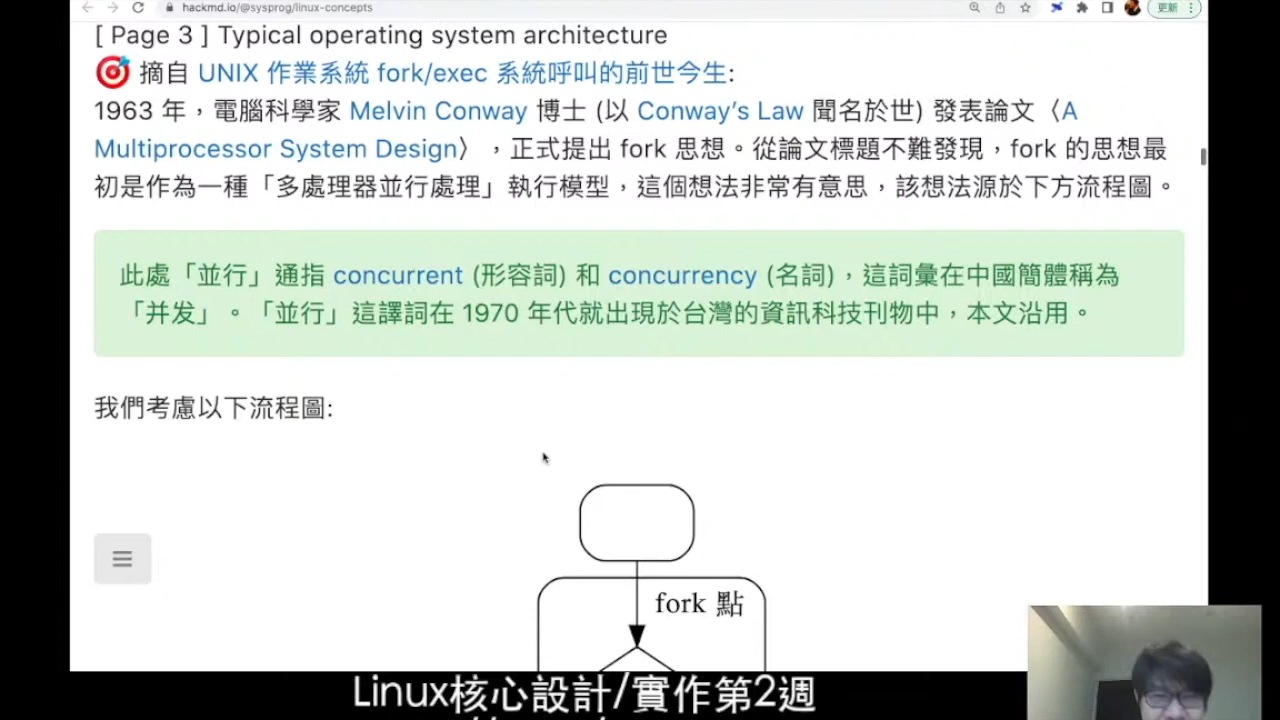 hackmd.io/@sysprog/linux-concepts
更新
[ Page 3 ] Typical operating system architecture
摘自 UNIX 作業系統 fork/exec 系統呼叫的前世今生:
1963 年，電腦科學家 Melvin Conway 博士 (以 Conway's Law 聞名於世) 發表論文〈A
Multiprocessor System Design〉，正式提出 fork 思想。從論文標題不難發現，fork 的思想最
初是作為一種「多處理器並行處理」執行模型，這個想法非常有意思，該想法源於下方流程圖。
此處「並行」通指 concurrent (形容詞) 和 concurrency (名詞)，這詞彙在中國簡體稱為
「并发」。「並行」這譯詞在 1970 年代就出現於台灣的資訊科技刊物中，本文沿用。
我們考慮以下流程圖:
fork 點
Linux核心設計/實作第2週